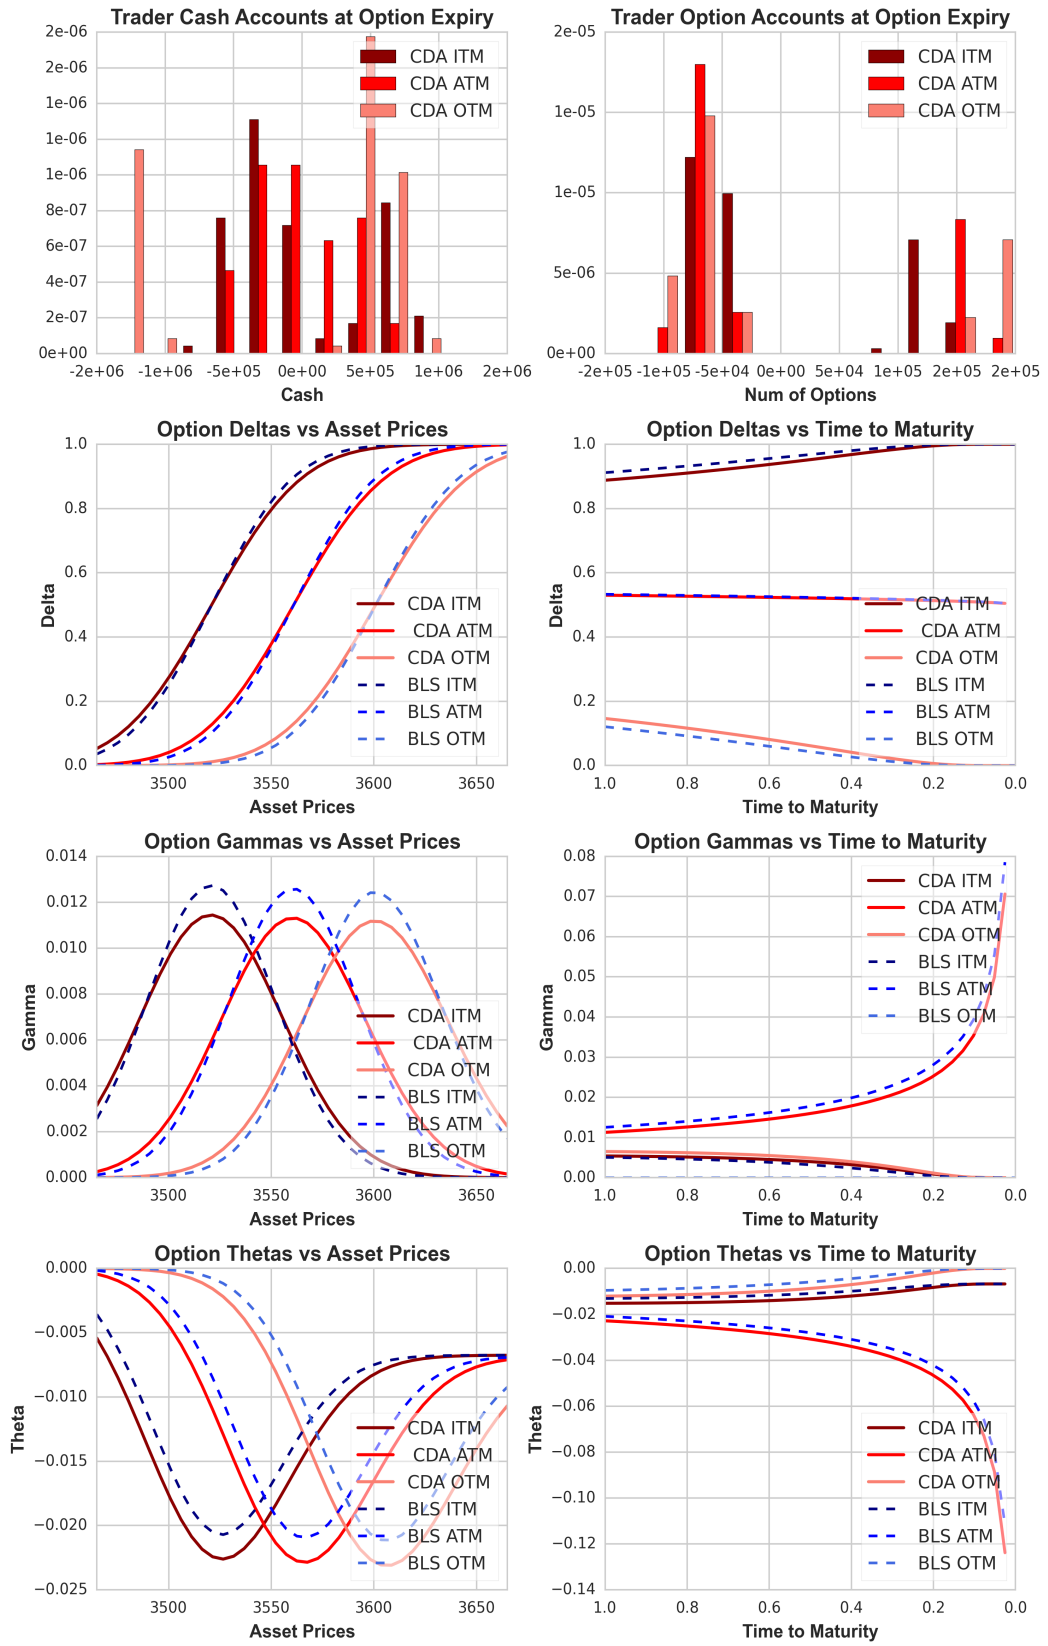 Trader Cash Accounts at Option Expiry
2e-06
2e-06
1e-06
1e-06
1e-06
8e-07
6e-07
4e-07
2e-07
0e+00
CDA ITM
CDA ATM
CDA OTM
-2e+06 -1e+06 -5e+05 0e+00 5e+05 1e+06 2e+06
Cash
Trader Option Accounts at Option Expiry
2e-05
1e-05
1e-05
5e-06
0e+00
CDA ITM
CDA ATM
CDA OTM
-2e+05 -1e+05 -5e+04 0e+00 5e+04 1e+05 2e+05 2e+05
Num of Options
Option Deltas vs Asset Prices
Delta
1.0
0.8
0.6
0.4
0.2
0.0
CDA ITM
CDA ATM
CDA OTM
BLS ITM
BLS ATM
BLS OTM
3500 3550 3600 3650
Asset Prices
Option Deltas vs Time to Maturity
Delta
1.0
0.8
0.6
0.4
0.2
0.0
CDA ITM
CDA ATM
CDA OTM
BLS ITM
BLS ATM
BLS OTM
1.0 0.8 0.6 0.4 0.2 0.0
Time to Maturity
Option Gammas vs Asset Prices
Gamma
0.014
0.012
0.010
0.008
0.006
0.004
0.002
0.000
CDA ITM
CDA ATM
CDA OTM
BLS ITM
BLS ATM
BLS OTM
3500 3550 3600 3650
Asset Prices
Option Gammas vs Time to Maturity
Gamma
0.08
0.07
0.06
0.05
0.04
0.03
0.02
0.01
0.00
CDA ITM
CDA ATM
CDA OTM
BLS ITM
BLS ATM
BLS OTM
1.0 0.8 0.6 0.4 0.2 0.0
Time to Maturity
Option Thetas vs Asset Prices
Theta
0.000
−0.005
−0.010
−0.015
−0.020
−0.025
CDA ITM
CDA ATM
CDA OTM
BLS ITM
BLS ATM
BLS OTM
3500 3550 3600 3650
Asset Prices
Option Thetas vs Time to Maturity
Theta
0.00
−0.02
−0.04
−0.06
−0.08
−0.10
−0.12
−0.14
CDA ITM
CDA ATM
CDA OTM
BLS ITM
BLS ATM
BLS OTM
1.0 0.8 0.6 0.4 0.2 0.0
Time to Maturity